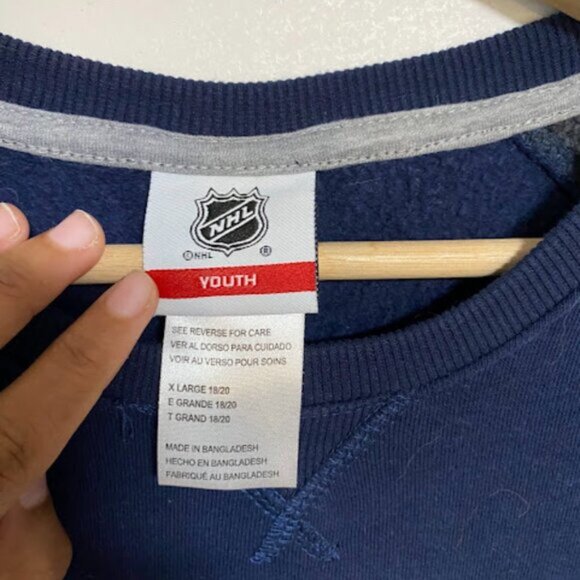 NHL
©NHL ®
YOUTH
SEE REVERSE FOR CARE
VER AL DORSO PARA CUIDADO
VOIR AU VERSO POUR SOINS
X LARGE 18/20
E GRANDE 18/20
T GRAND 18/20
MADE IN BANGLADESH
HECHO EN BANGLADESH
FABRIQUÉ AU BANGLADESH